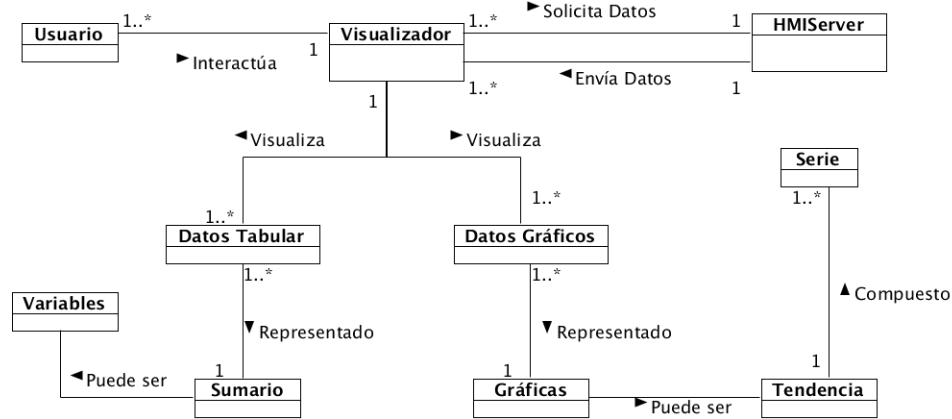 1..*
Solicita Datos
1..*
1
HMIServer
Usuario
Visualizador
1
Interactúa
Envía Datos
1..*
1
1
Visualiza
Visualiza
Serie
1..*
1..*
1..*
Datos Tabular
Datos Gráficos
1..*
1..*
Variables
Compuesto
Representado
Representado
1
1
1
Puede ser
Sumario
Gráficas
Tendencia
Puede ser